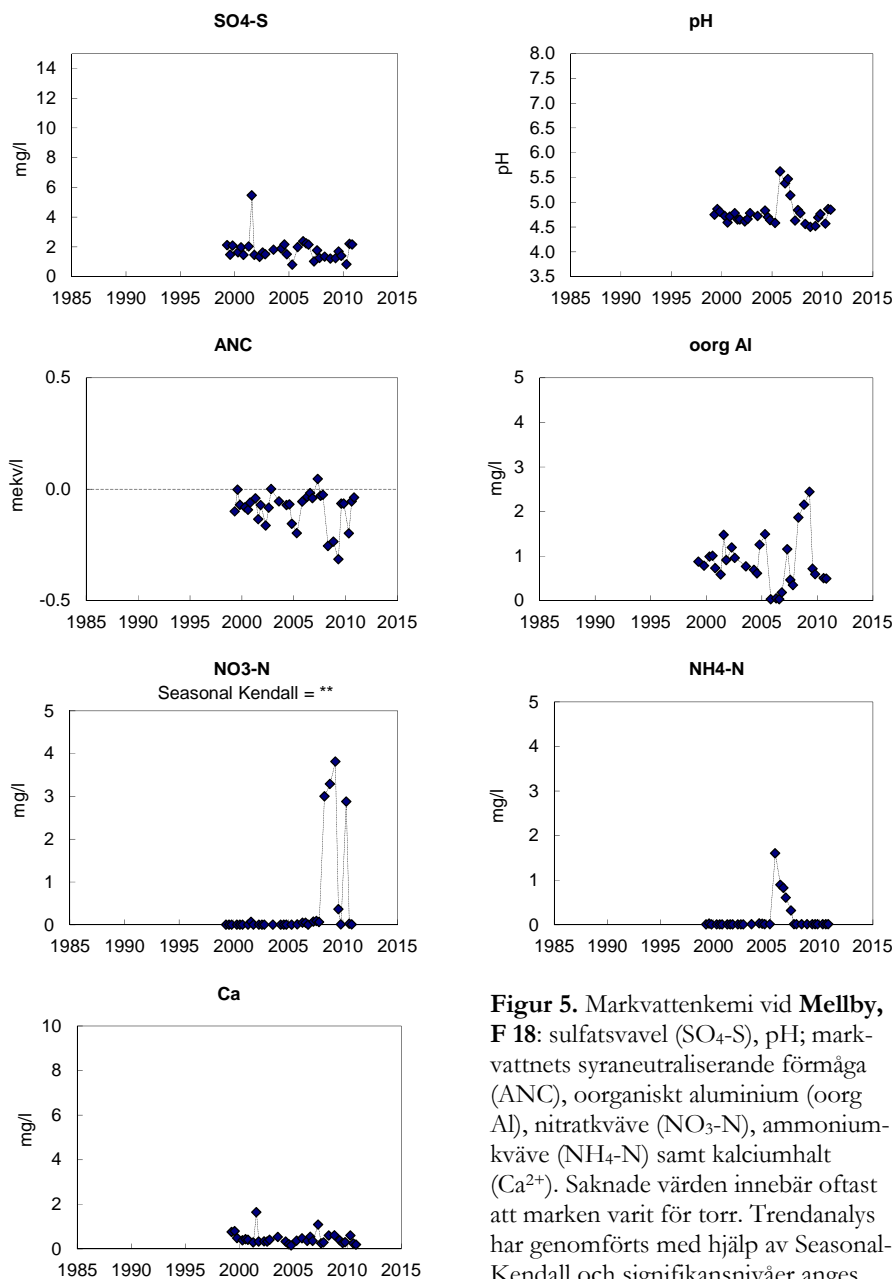 SO4-S
14
12
10
8
6
4
2
0
mg/l
1985 1990 1995 2000 2005 2010 2015
pH
8.0
7.5
7.0
6.5
6.0
5.5
5.0
4.5
4.0
3.5
pH
1985 1990 1995 2000 2005 2010 2015
ANC
0.5
0.0
-0.5
mekv/l
1985 1990 1995 2000 2005 2010 2015
oorg Al
5
4
3
2
1
0
mg/l
1985 1990 1995 2000 2005 2010 2015
NO3-N
Seasonal Kendall = **
5
4
3
2
1
0
mg/l
1985 1990 1995 2000 2005 2010 2015
NH4-N
5
4
3
2
1
0
mg/l
1985 1990 1995 2000 2005 2010 2015
Ca
10
8
6
4
2
0
mg/l
1985 1990 1995 2000 2005 2010 2015
Figur 5. Markvattenkemi vid Mellby,
F 18: sulfatsvavel (SO₄-S), pH; mark-
vattnets syraneutraliserande förmåga
(ANC), oorganiskt aluminium (oorg
Al), nitratkväve (NO₃-N), ammonium-
kväve (NH₄-N) samt kalciumhalt
(Ca²⁺). Saknade värden innebär oftast
att marken varit för torr. Trendanalys
har genomförts med hjälp av Seasonal-
Kendall och signifikansnivåer anges